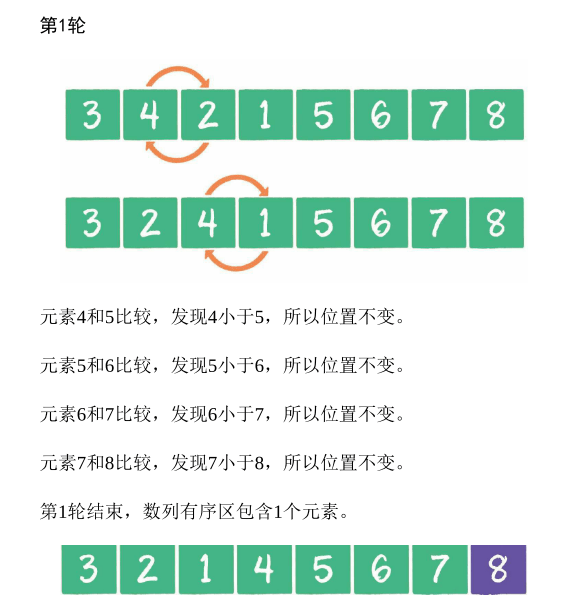 第1轮
3 4 2 1 5 6 7 8
3 2 4 1 5 6 7 8
元素4和5比较，发现4小于5，所以位置不变。
元素5和6比较，发现5小于6，所以位置不变。
元素6和7比较，发现6小于7，所以位置不变。
元素7和8比较，发现7小于8，所以位置不变。
第1轮结束，数列有序区包含1个元素。
3 2 1 4 5 6 7 8